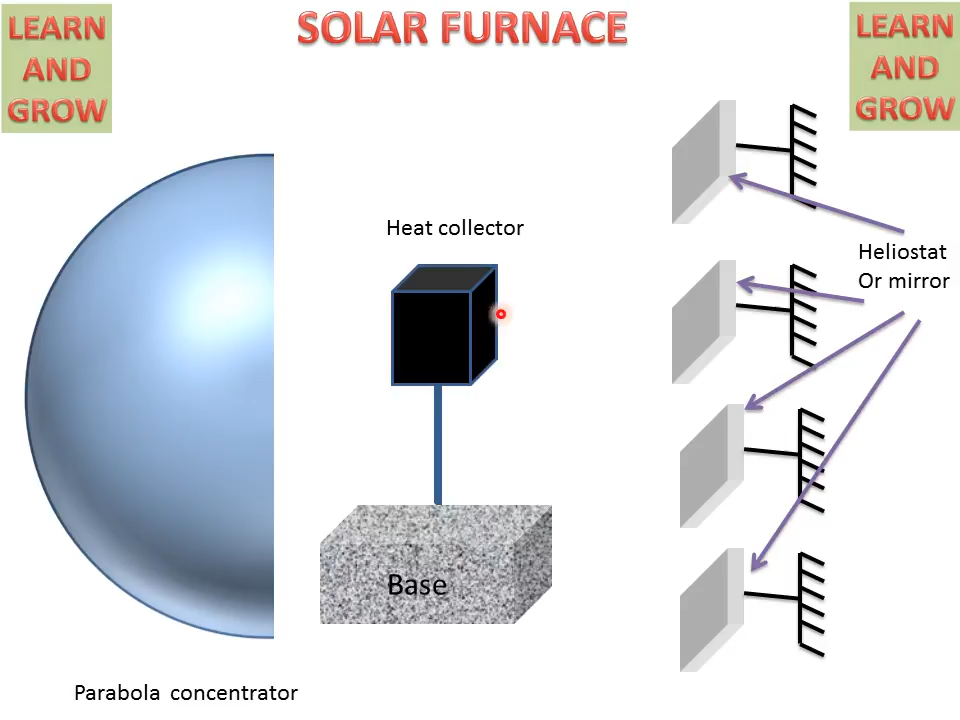 LEARN
AND
GROW
SOLAR FURNACE
LEARN
AND
GROW
Heat collector
Heliostat
Or mirror
Base
Parabola concentrator